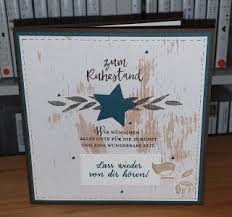 zum
Ruhestand
WIR WÜNSCHEN
ALLES GUTE FÜR DIE ZUKUNFT
UND EINE WUNDERBARE ZEIT
Lass wieder
von dir hören!